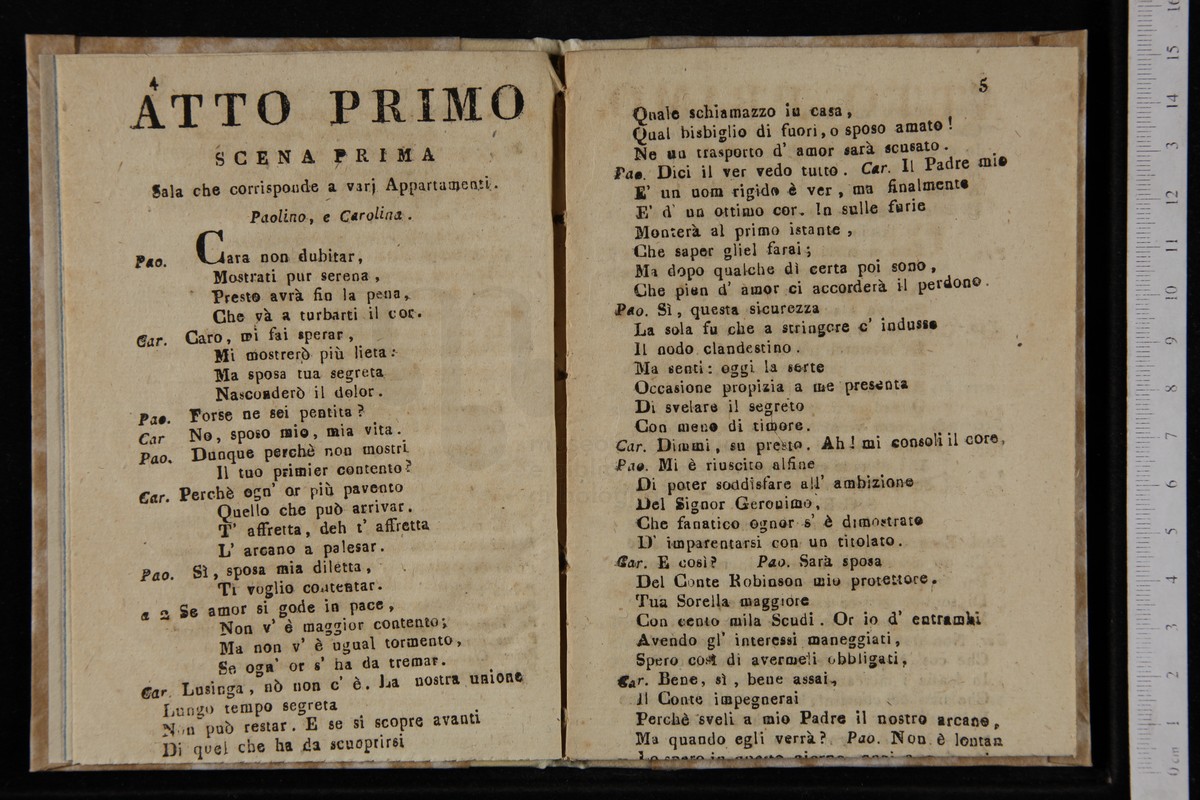 4
ATTO PRIMO
SCENA PRIMA
Sala che corrisponde a varj Appartamenti.
Paolino, e Carolina.
Pao. Cara non dubitar,
Mostrati pur serena,
Presto avrà fin la pena,
Che và a turbarti il cor.
Car. Caro, mi fai sperar,
Mi mostrerò più lieta:
Ma sposa tua segreta
Nasconderò il dolor.
Pao. Forse ne sei pentita?
Car No, sposo mio, mia vita.
Pao. Dunque perchè non mostri
Il tuo primier contento?
Car. Perchè ogn' or più pavento
Quello che può arrivar.
T' affretta, deh t' affretta
L' arcano a palesar.
Pao. Sì, sposa mia diletta,
Ti voglio contentar.
a 2 Se amor si gode in pace,
Non v' è maggior contento;
Ma non v' è ugual tormento,
Se ogn' or s' ha da tremar.
Car. Lusinga, nò non c' è. La nostra unione
Lungo tempo segreta
Non può restar. E se si scopre avanti
Di quel che ha da scuoprirsi
5
Quale schiamazzo in casa,
Qual bisbiglio di fuori, o sposo amato!
Ne un trasporto d' amor sarà scusato.
Pao. Dici il ver vedo tutto. Car. Il Padre mio
E' un uom rigido è ver, ma finalmente
E' d' un ottimo cor. In sulle furie
Monterà al primo istante,
Che saper gliel farai;
Ma dopo qualche dì certa poi sono,
Che pien d' amor ci accorderà il perdono.
Pao. Sì, questa sicurezza
La sola fu che a stringere c' indusse
Il nodo clandestino.
Ma senti: oggi la sorte
Occasione propizia a me presenta
Di svelare il segreto
Con meno di timore.
Car. Dimmi, su presto. Ah! mi consoli il core,
Pao. Mi è riuscito alfine
Di poter soddisfare all' ambizione
Del Signor Geronimo,
Che fanatico ognor s' è dimostrato
D' imparentarsi con un titolato.
Car. E così? Pao. Sarà sposa
Del Conte Robinson mio protettore.
Tua Sorella maggiore
Con cento mila Scudi. Or io d' entrambi
Avendo gl' interessi maneggiati,
Spero così di avermeli obbligati,
Car. Bene, sì, bene assai,
Il Conte impegnerai
Perchè sveli a mio Padre il nostro arcano,
Ma quando egli verrà? Pao. Non è lontan